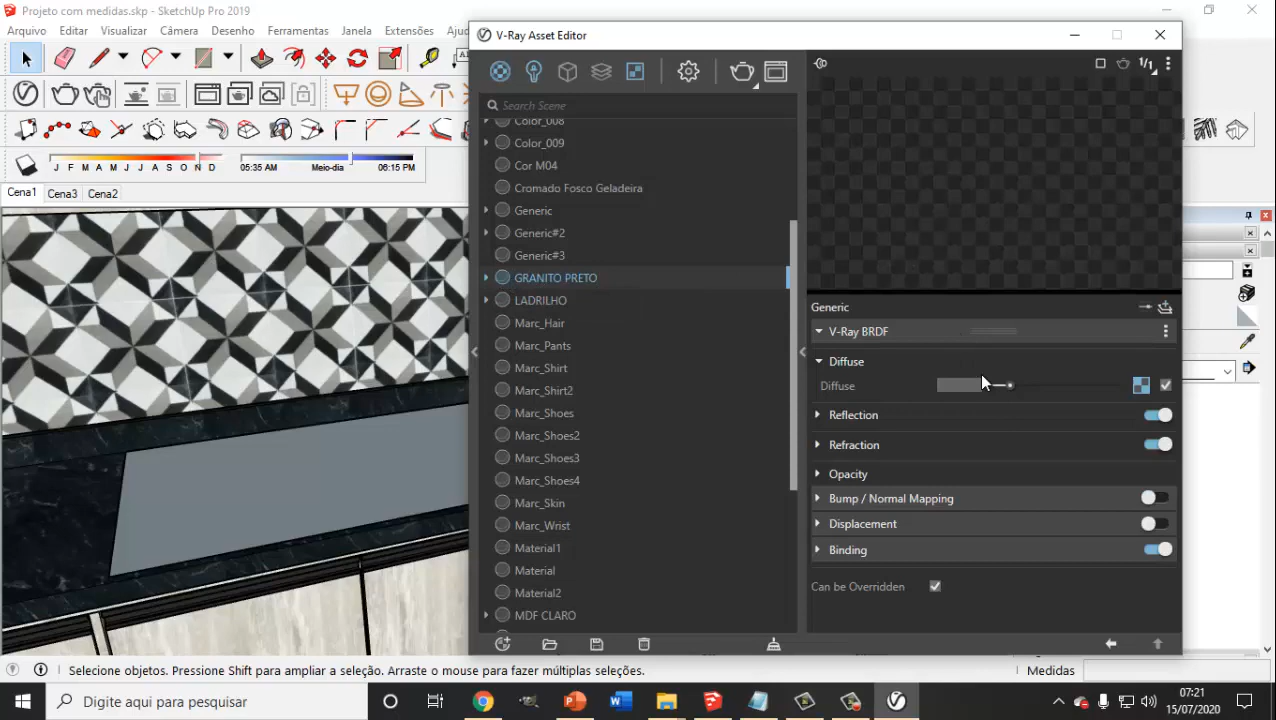 Projeto com medidas.skp - SketchUp Pro 2019
Arquivo Editar Visualizar Câmera Desenho Ferramentas Janela Extensões Aju
J F M A M J J A S O N D 05:35 AM Meio-dia 06:15 PM
Cena1 Cena3 Cena2
V-Ray Asset Editor
Search Scene
Color_008
Color_009
Cor M04
Cromado Fosco Geladeira
Generic
Generic#2
Generic#3
GRANITO PRETO
LADRILHO
Marc_Hair
Marc_Pants
Marc_Shirt
Marc_Shirt2
Marc_Shoes
Marc_Shoes2
Marc_Shoes3
Marc_Shoes4
Marc_Skin
Marc_Wrist
Material1
Material
Material2
MDF CLARO
1/1
Generic
V-Ray BRDF
Diffuse
Diffuse
Reflection
Refraction
Opacity
Bump / Normal Mapping
Displacement
Binding
Can be Overridden
Selecione objetos. Pressione Shift para ampliar a seleção. Arraste o mouse para fazer múltiplas seleções.
Medidas
Digite aqui para pesquisar
07:21
15/07/2020